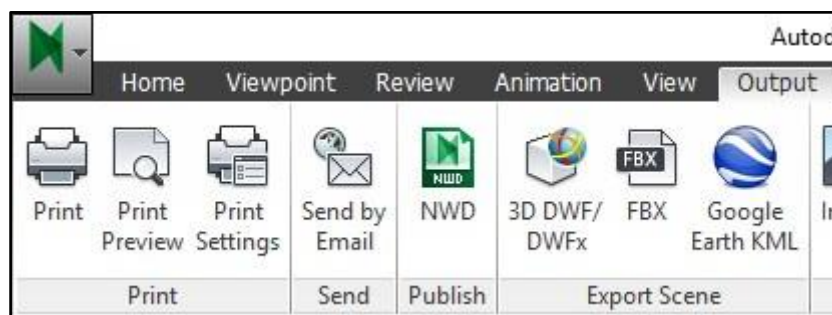 Autod
Home Viewpoint Review Animation View Output
FBX
NWD
Print Print Preview Print Settings Send by Email NWD 3D DWF/ DWFx FBX Google Earth KML
Print Send Publish Export Scene